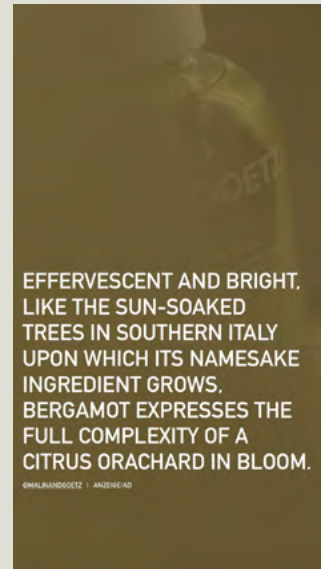 GOETZ
EFFERVESCENT AND BRIGHT,
LIKE THE SUN-SOAKED
TREES IN SOUTHERN ITALY
UPON WHICH ITS NAMESAKE
INGREDIENT GROWS,
BERGAMOT EXPRESSES THE
FULL COMPLEXITY OF A
CITRUS ORACHARD IN BLOOM.
@MALINANDGOETZ | ANZEIGE/AD